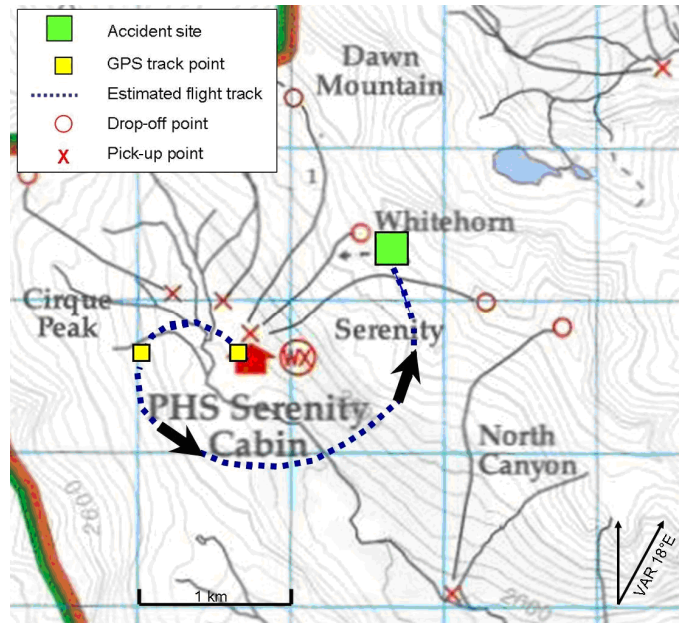 Accident site
GPS track point
Estimated flight track
Drop-off point
X Pick-up point
Dawn
Mountain
1
Whitehorn
Cirque
Peak
Serenity
WX
PHS Serenity
Cabin
North
Canyon
2600
2600
1 km
VAR 18°E